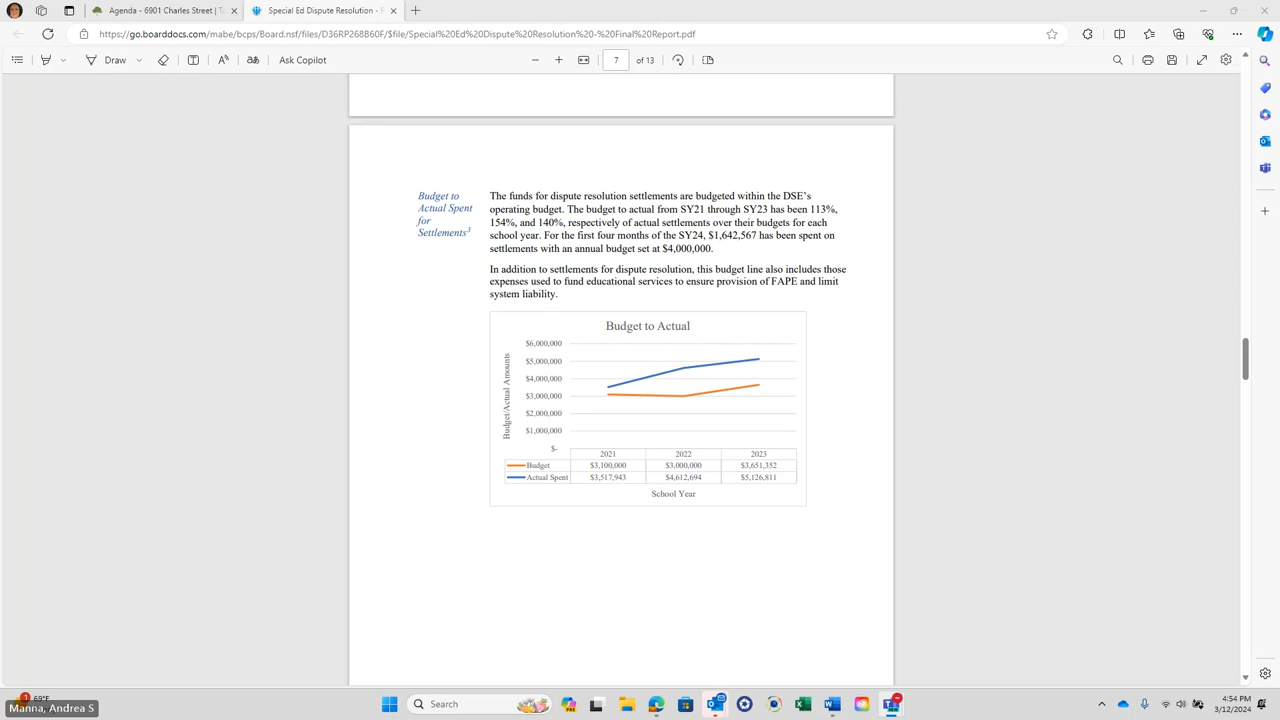 Agenda - 6901 Charles Street | T
Special Ed Dispute Resolution - F
https://go.boarddocs.com/mabe/bcps/Board.nsf/files/D36RP268B60F/$file/Special%20Ed%20Dispute%20Resolution%20-%20Final%20Report.pdf
Draw
Ask Copilot
7 of 13
Budget to
Actual Spent
for
Settlements3
The funds for dispute resolution settlements are budgeted within the DSE's
operating budget. The budget to actual from SY21 through SY23 has been 113%,
154%, and 140%, respectively of actual settlements over their budgets for each
school year. For the first four months of the SY24, $1,642,567 has been spent on
settlements with an annual budget set at $4,000,000.
In addition to settlements for dispute resolution, this budget line also includes those
expenses used to fund educational services to ensure provision of FAPE and limit
system liability.
Budget to Actual
Budget/Actual Amounts
$6,000,000
$5,000,000
$4,000,000
$3,000,000
$2,000,000
$1,000,000
$-
2021 2022 2023
Budget $3,100,000 $3,000,000 $3,651,352
Actual Spent $3,517,943 $4,612,694 $5,126,811
School Year
1
69°F
Manna, Andrea S
Search
4:54 PM
3/12/2024